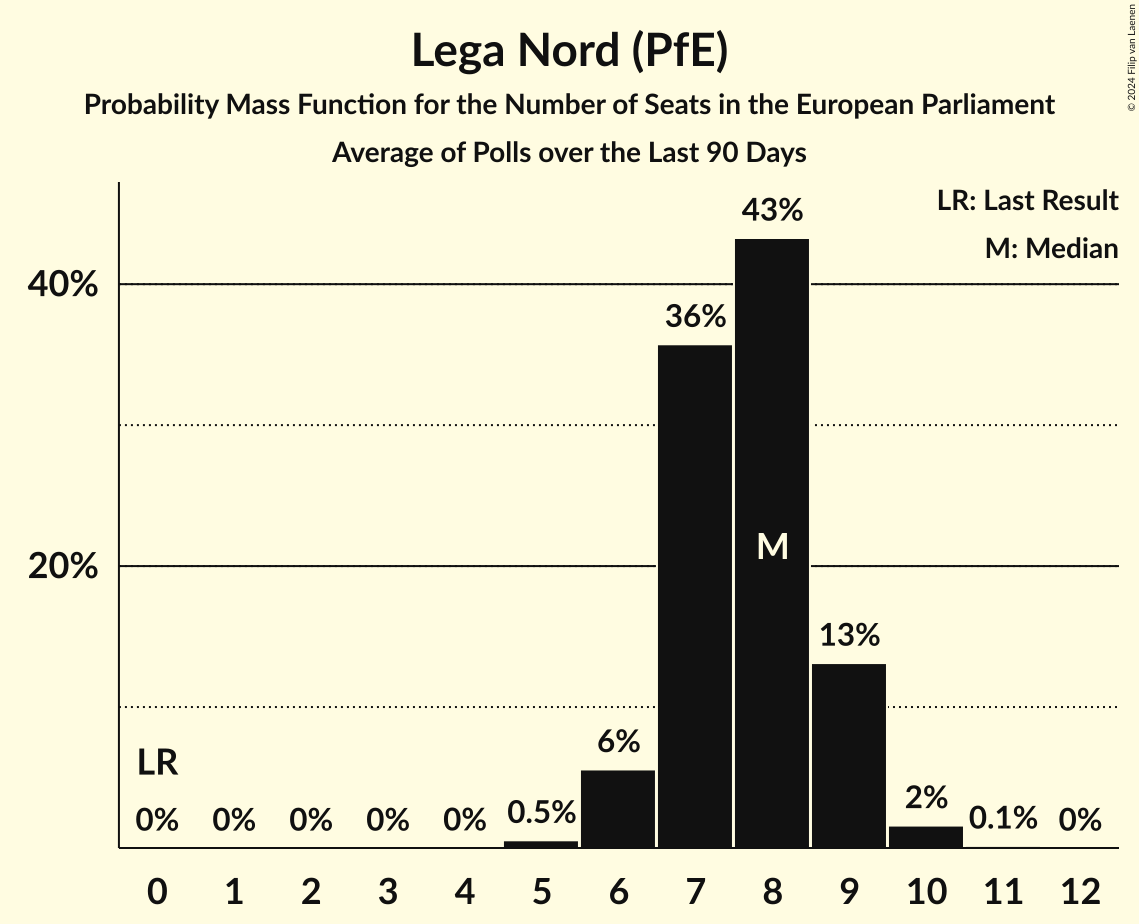 Lega Nord (PfE)
Probability Mass Function for the Number of Seats in the European Parliament
Average of Polls over the Last 90 Days
© 2024 Filip van Laenen
LR: Last Result
M: Median
43%
40%
36%
20%
M
13%
6%
LR
0% 0% 0% 0% 0% 0.5% 2% 0.1% 0%
0 1 2 3 4 5 6 7 8 9 10 11 12